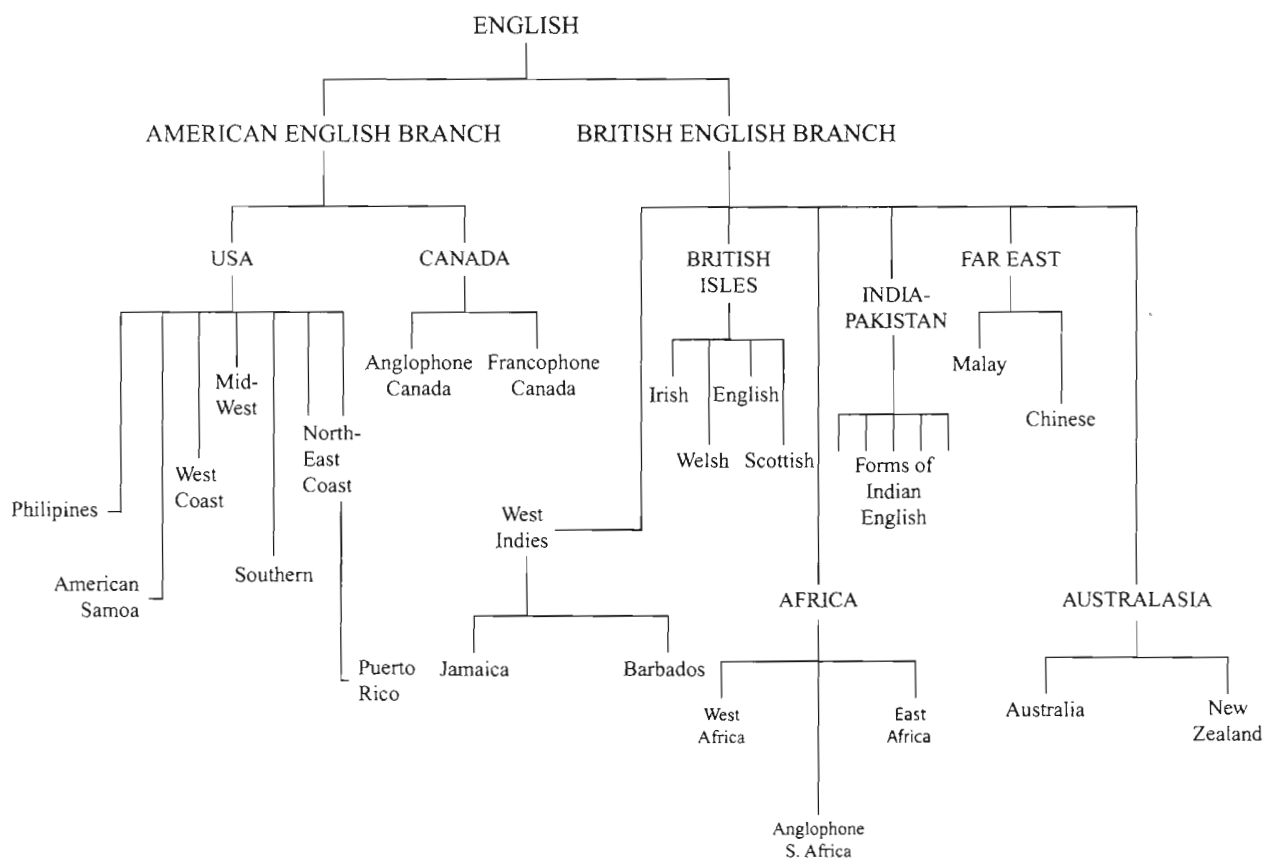 ENGLISH
AMERICAN ENGLISH BRANCH
BRITISH ENGLISH BRANCH
USA
CANADA
BRITISH
ISLES
INDIA-
PAKISTAN
FAR EAST
Philipines
American
Samoa
West
Coast
Mid-
West
Southern
North-
East
Coast
Puerto
Rico
Anglophone
Canada
Francophone
Canada
West
Indies
Jamaica
Barbados
Irish
Welsh
English
Scottish
Forms of
Indian
English
Malay
Chinese
AFRICA
West
Africa
East
Africa
Anglophone
S. Africa
AUSTRALASIA
Australia
New
Zealand